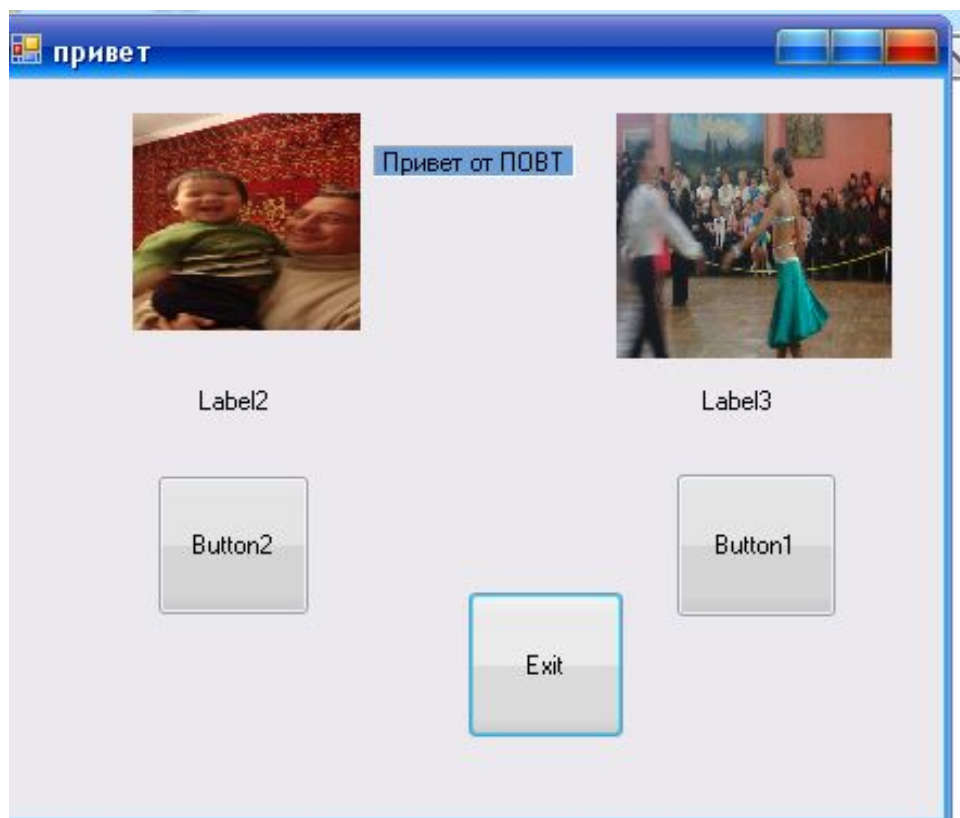 привет
Привет от ПОВТ
Label2
Label3
Button2
Button1
Exit